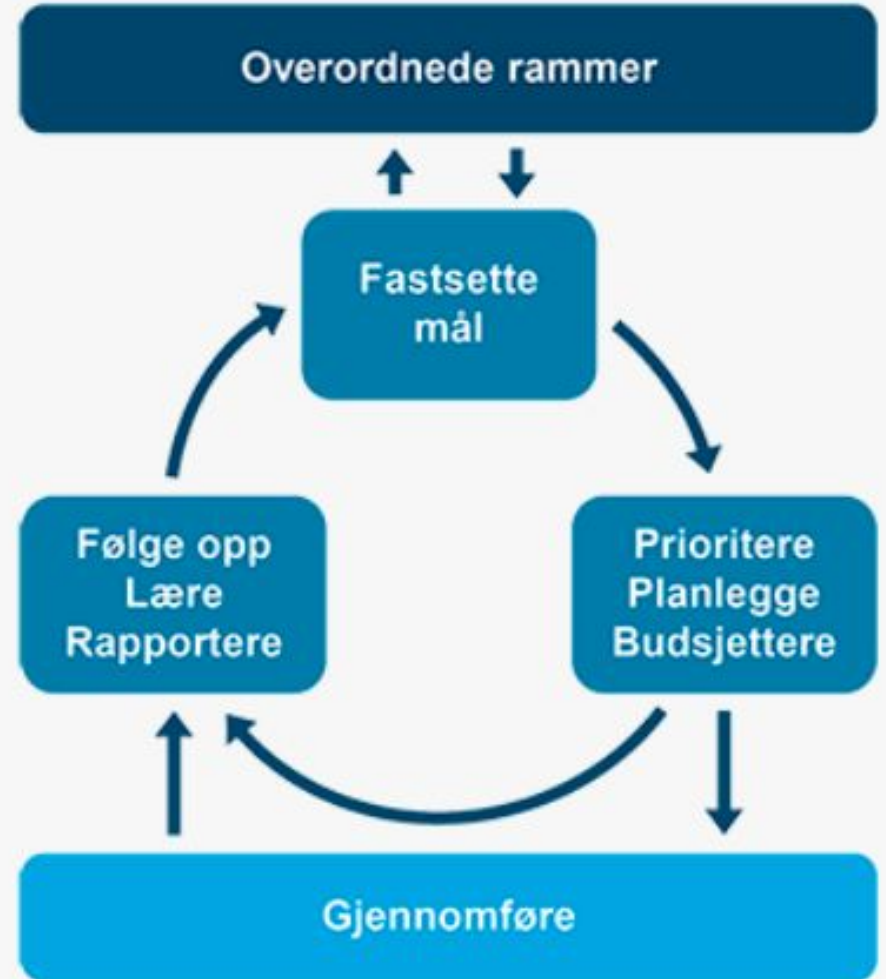 Overordnede rammer
Fastsette
mål
Følge opp
Lære
Rapportere
Prioritere
Planlegge
Budsjettere
Gjennomføre